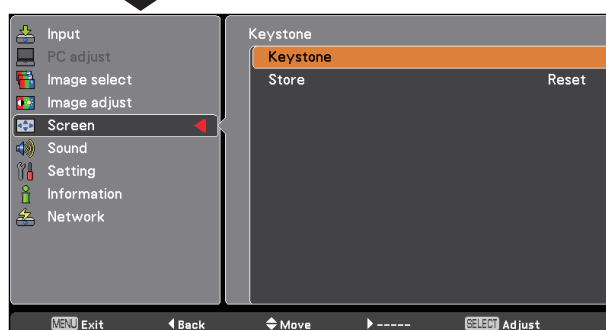 Input
PC adjust
Image select
Image adjust
Screen
Sound
Setting
Information
Network
Keystone
Keystone
Store Reset
MENU Exit Back Move ----- SELECT Adjust